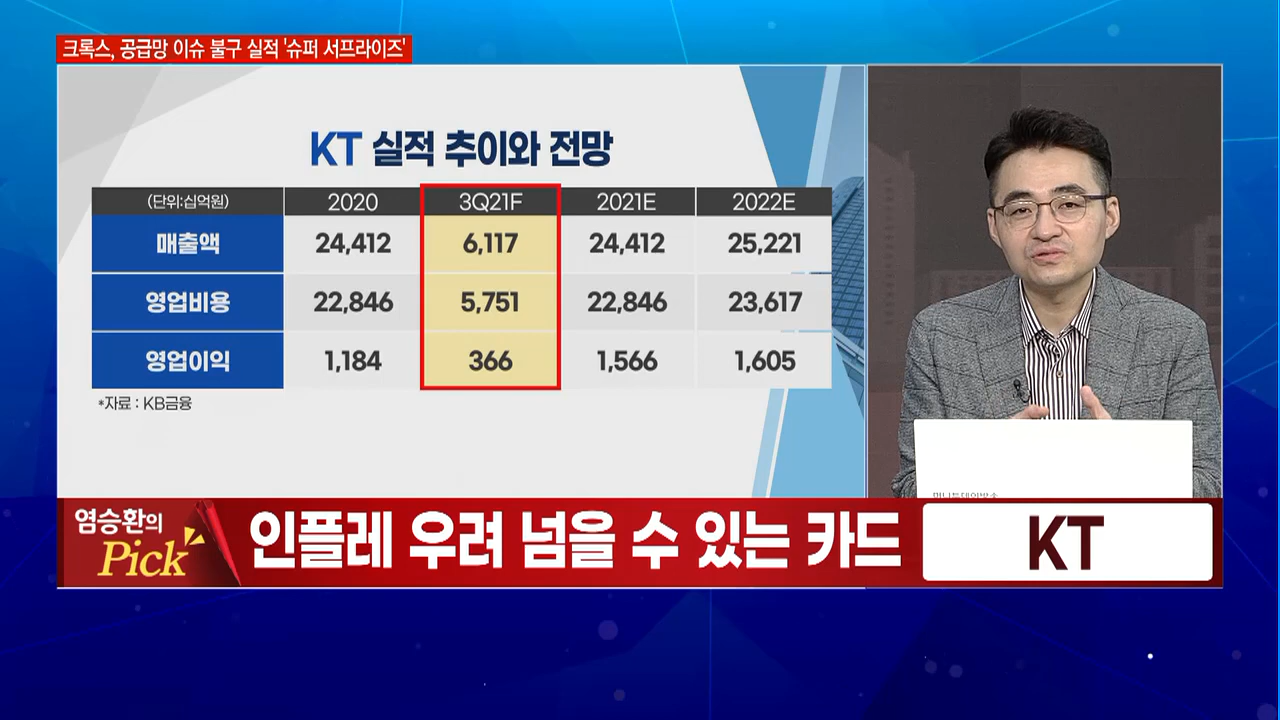 크록스, 공급망 이슈 불구 실적 '슈퍼 서프라이즈'
KT 실적 추이와 전망
(단위:십억원) 2020 3Q21F 2021E 2022E
매출액 24,412 6,117 24,412 25,221
영업비용 22,846 5,751 22,846 23,617
영업이익 1,184 366 1,566 1,605
*자료 : KB금융
염승환의
Pick
인플레 우려 넘을 수 있는 카드
KT